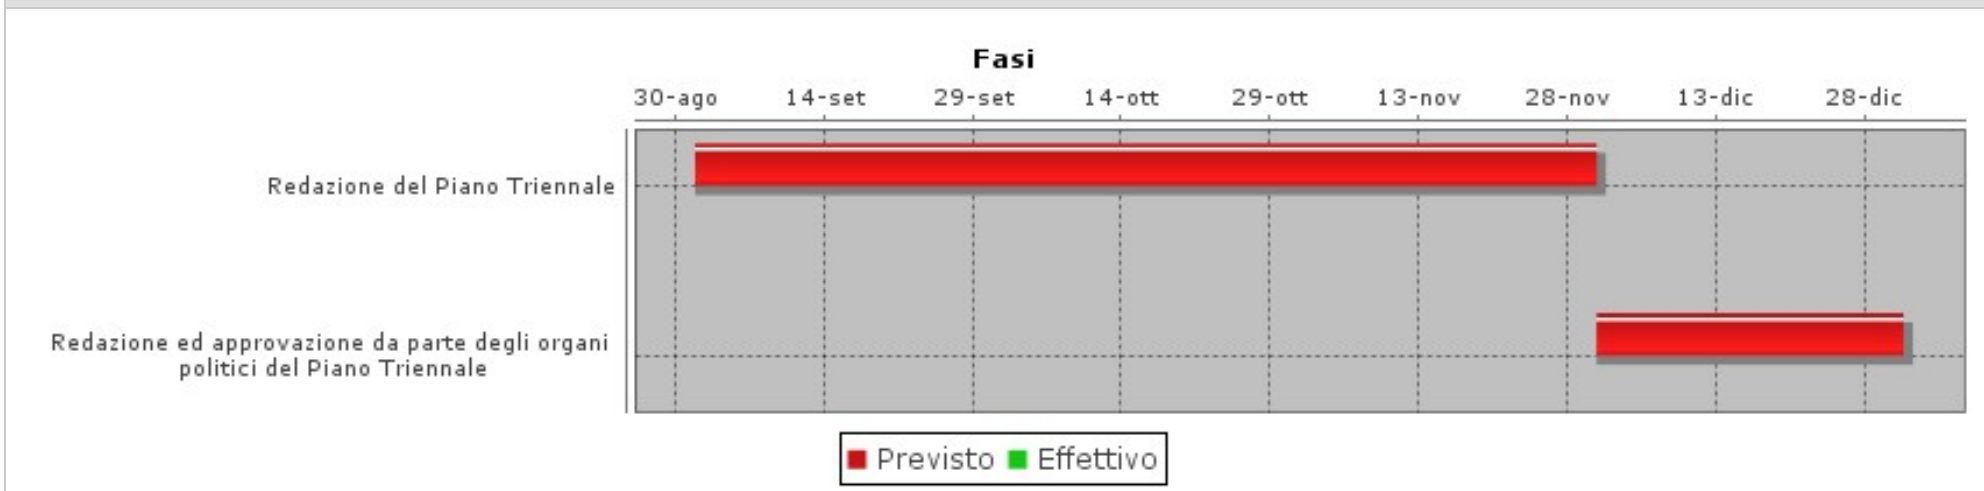 Fasi
30-ago 14-set 29-set 14-ott 29-ott 13-nov 28-nov 13-dic 28-dic
Redazione del Piano Triennale
Redazione ed approvazione da parte degli organi
politici del Piano Triennale
Previsto Effettivo